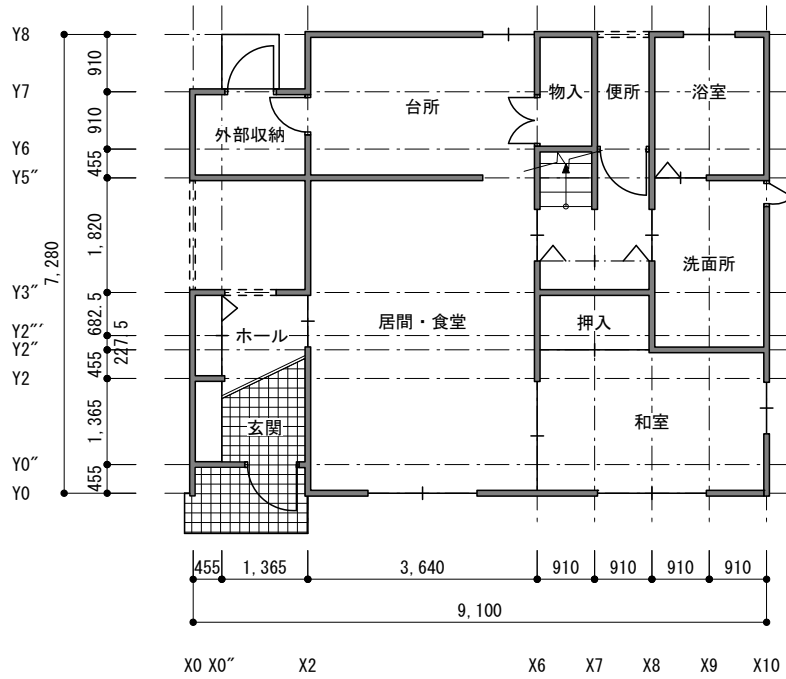 Y8
Y7
Y6
Y5"
Y3"
Y2"'
Y2"
Y2
Y0"
Y0
7,280
910
910
455
1,820
682.5
227.5
455
1,365
455
物入
便所
浴室
台所
外部収納
洗面所
ホール
居間・食堂
押入
玄関
和室
455
1,365
3,640
910
910
910
910
9,100
X0
X0"
X2
X6
X7
X8
X9
X10